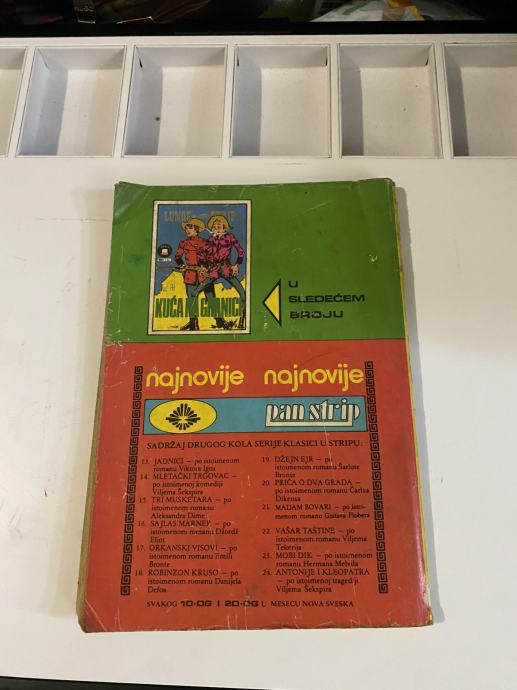 KUĆA NA GRANICI
U
SLEDEĆEM
BROJU
najnovije najnovije
pan strip
SADRŽAJ DRUGOG KOLA SERIJE KLASICI U STRIPU:
13. JADNICI — po istoimenom
romanu Viktora Igoa
14. MLETAČKI TRGOVAC —
po istoimenoj komediji
Viljema Šekspira
15. TRI MUSKETARA — po
istoimenom romanu
Aleksandra Dime
16. SAJLAS MARNER — po
istoimenom romanu Džordž
Eliot
17. ORKANSKI VISOVI — po
istoimenom romanu Emili
Bronte
18. ROBINZON KRUSO — po
istoimenom romanu Danijela
Defoa
19. DŽEJN EJR — po
istoimenom romanu Šarlote
Bronte
20. PRIČA O DVA GRADA — po
istoimenom romanu Čarlsa
Dikensa
21. MADAM BOVARI — po istoi-
menom romanu Gistava Flobera
22. VAŠAR TAŠTINE — po
istoimenom romanu Viljema
Tekerija
23. MOBI DIK — po istoimenom
romanu Hermana Melvila
24. ANTONIJE I KLEOPATRA
— po istoimenoj tragediji
Viljema Šekspira
SVAKOG 10-OG I 20-OG U MESECU NOVA SVESKA